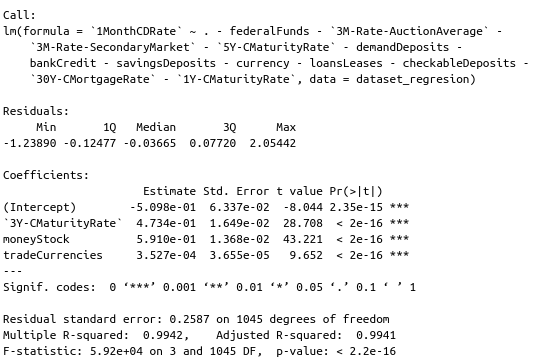 Call:
lm(formula = `1MonthCDRate` ~ . - federalFunds - `3M-Rate-AuctionAverage` -
    `3M-Rate-SecondaryMarket` - `5Y-CMaturityRate` - demandDeposits -
    bankCredit - savingsDeposits - currency - loansLeases - checkableDeposits -
    `30Y-CMortgageRate` - `1Y-CMaturityRate`, data = dataset_regresion)
Residuals:
     Min       1Q   Median       3Q      Max
-1.23890 -0.12477 -0.03665  0.07720  2.05442
Coefficients:
                     Estimate Std. Error t value Pr(>|t|)
(Intercept)        -5.098e-01  6.337e-02  -8.044 2.35e-15 ***
`3Y-CMaturityRate`  4.734e-01  1.649e-02  28.708  < 2e-16 ***
moneyStock          5.910e-01  1.368e-02  43.221  < 2e-16 ***
tradeCurrencies     3.527e-04  3.655e-05   9.652  < 2e-16 ***
---
Signif. codes:  0 ‘***’ 0.001 ‘**’ 0.01 ‘*’ 0.05 ‘.’ 0.1 ‘ ’ 1
Residual standard error: 0.2587 on 1045 degrees of freedom
Multiple R-squared:  0.9942,    Adjusted R-squared:  0.9941
F-statistic: 5.92e+04 on 3 and 1045 DF,  p-value: < 2.2e-16